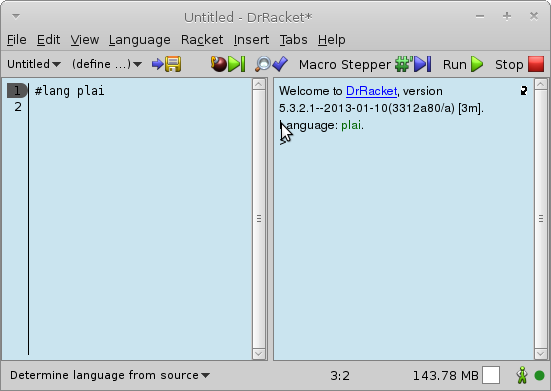 Untitled - DrRacket*
File Edit View Language Racket Insert Tabs Help
Untitled (define ...) Macro Stepper #' Run Stop
1 #lang plai
2
Welcome to DrRacket, version
5.3.2.1--2013-01-10(3312a80/a) [3m].
Language: plai.
>
Determine language from source 3:2 143.78 MB